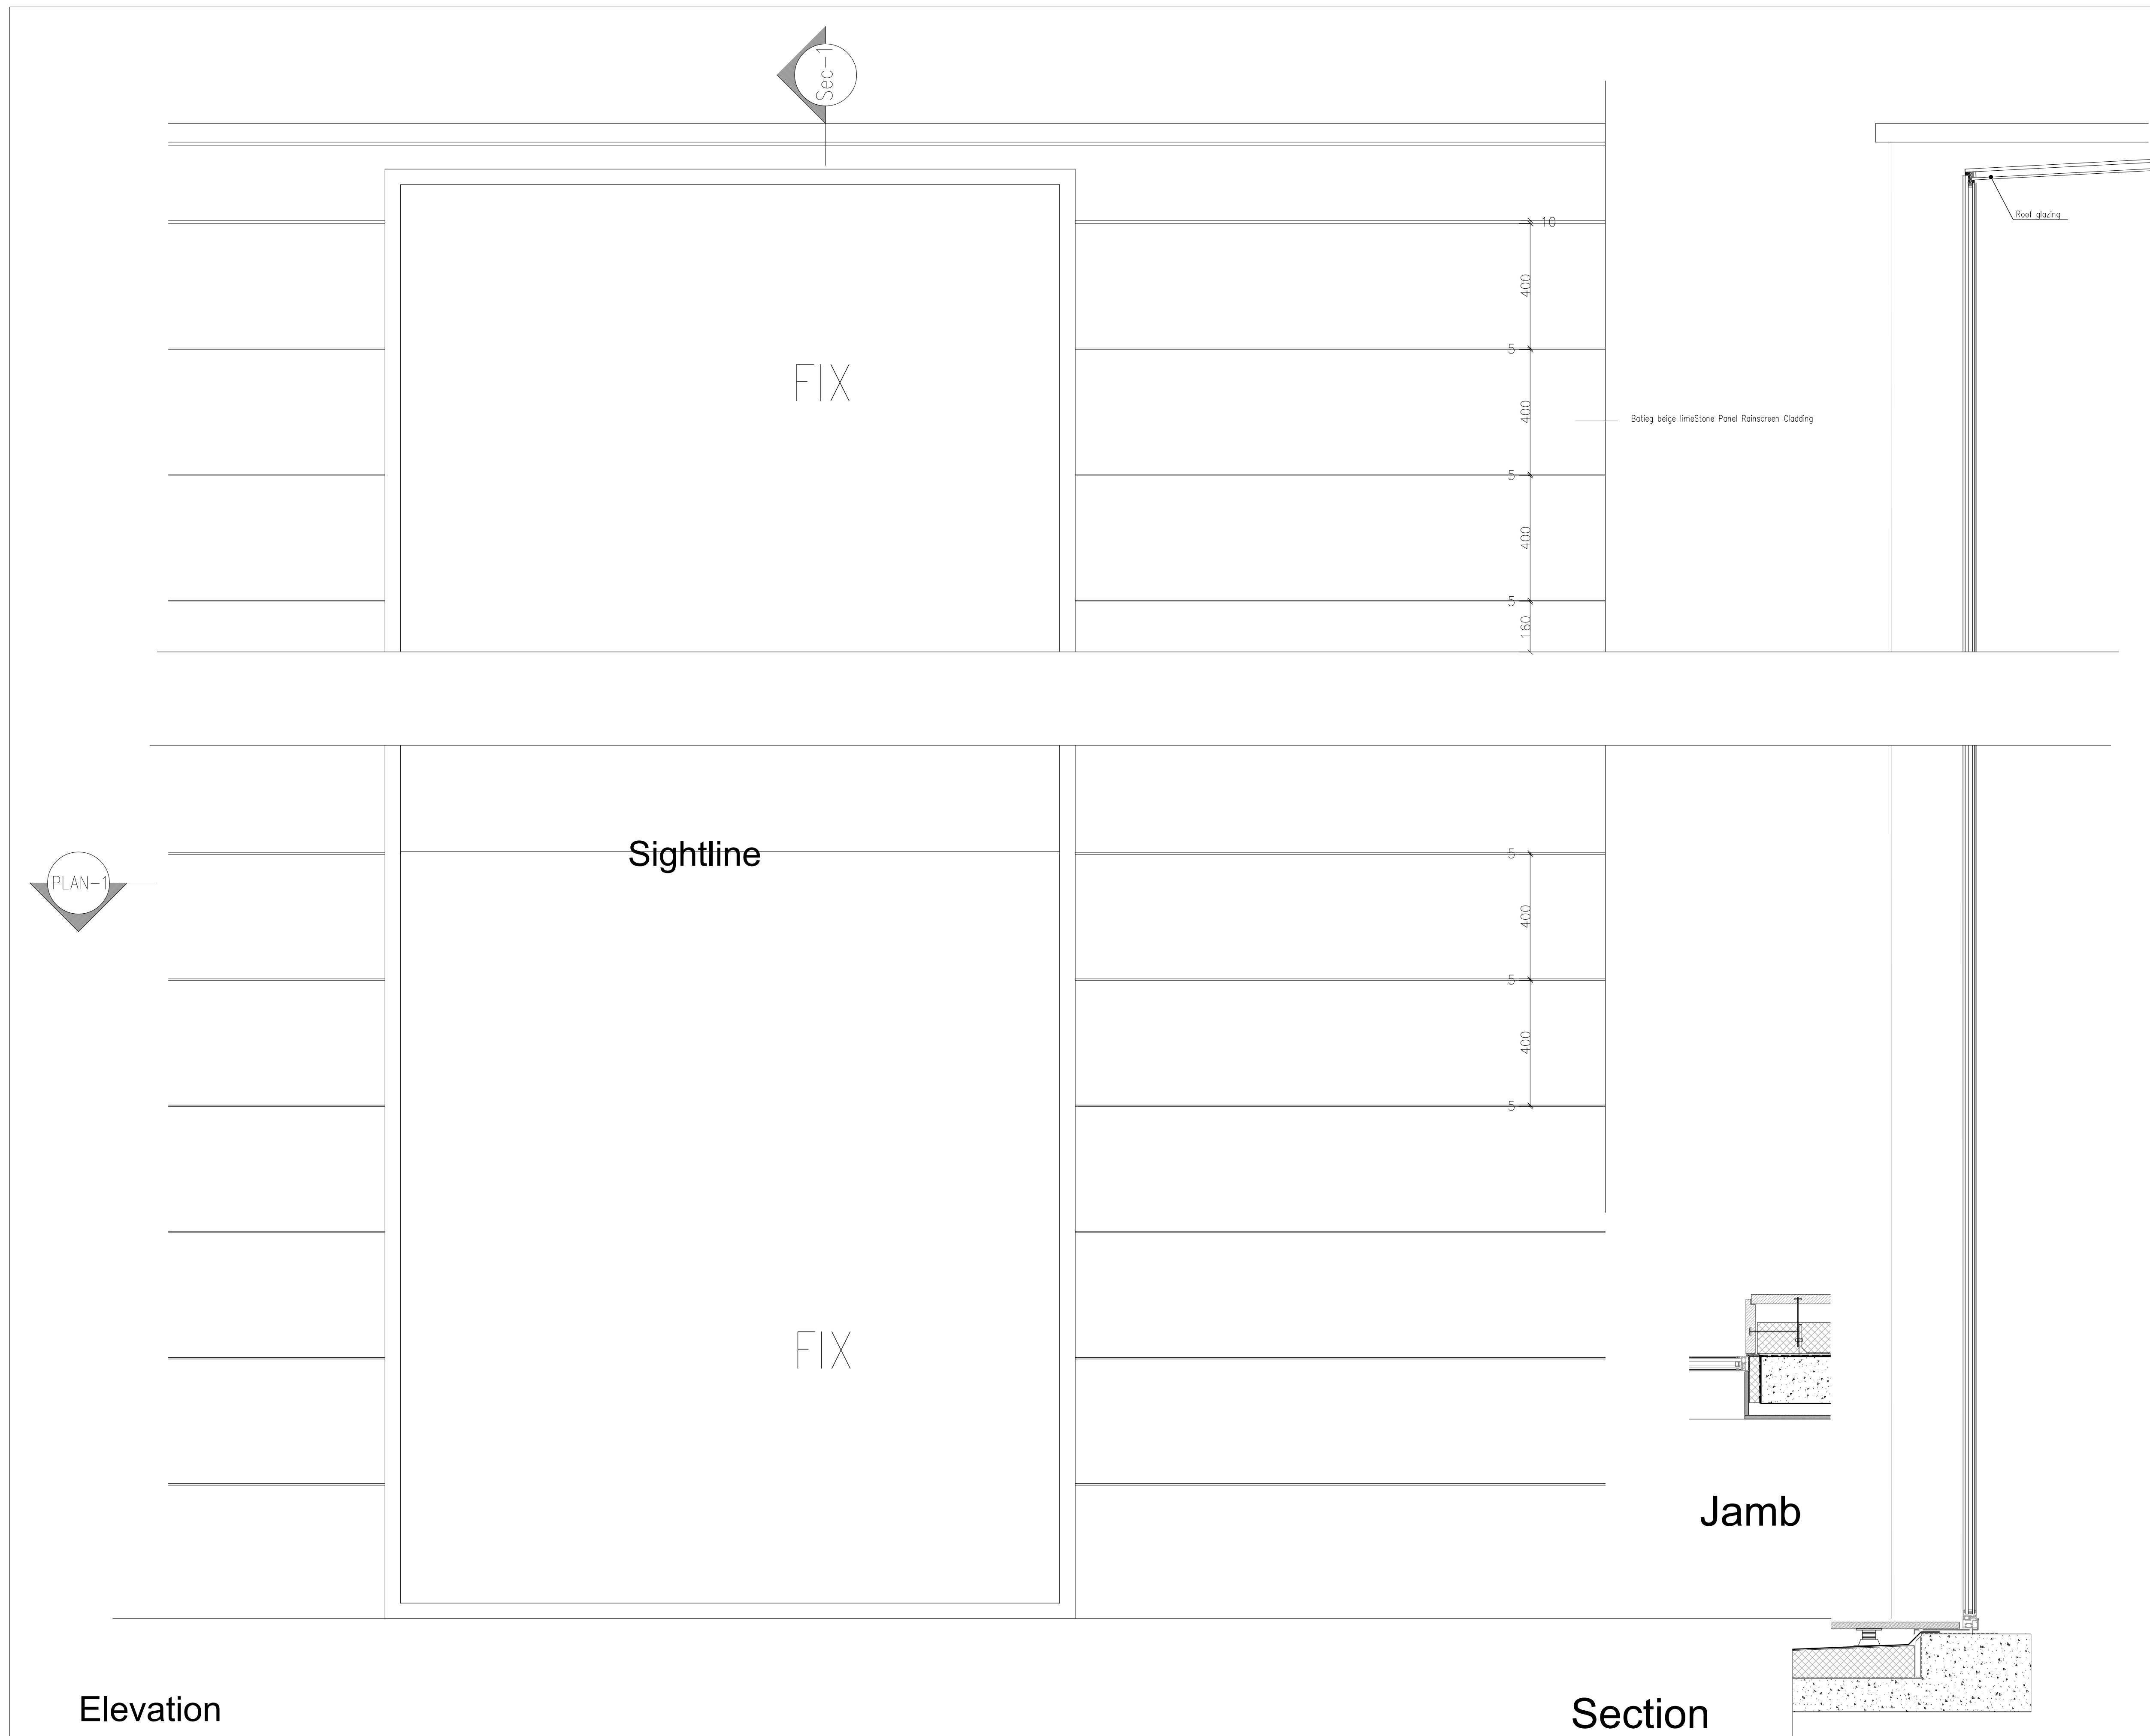 Sec-1
10
Roof glazing
400
5
FIX
400
Batieg beige limeStone Panel Rainscreen Cladding
5
400
5
160
Sightline
5
PLAN-1
400
5
400
5
FIX
Jamb
Elevation
Section